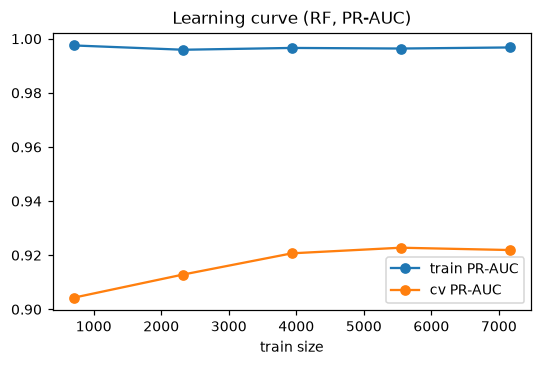 Learning curve (RF, PR-AUC)
1.00
0.98
0.96
0.94
0.92
0.90
train PR-AUC
cv PR-AUC
1000 2000 3000 4000 5000 6000 7000
train size